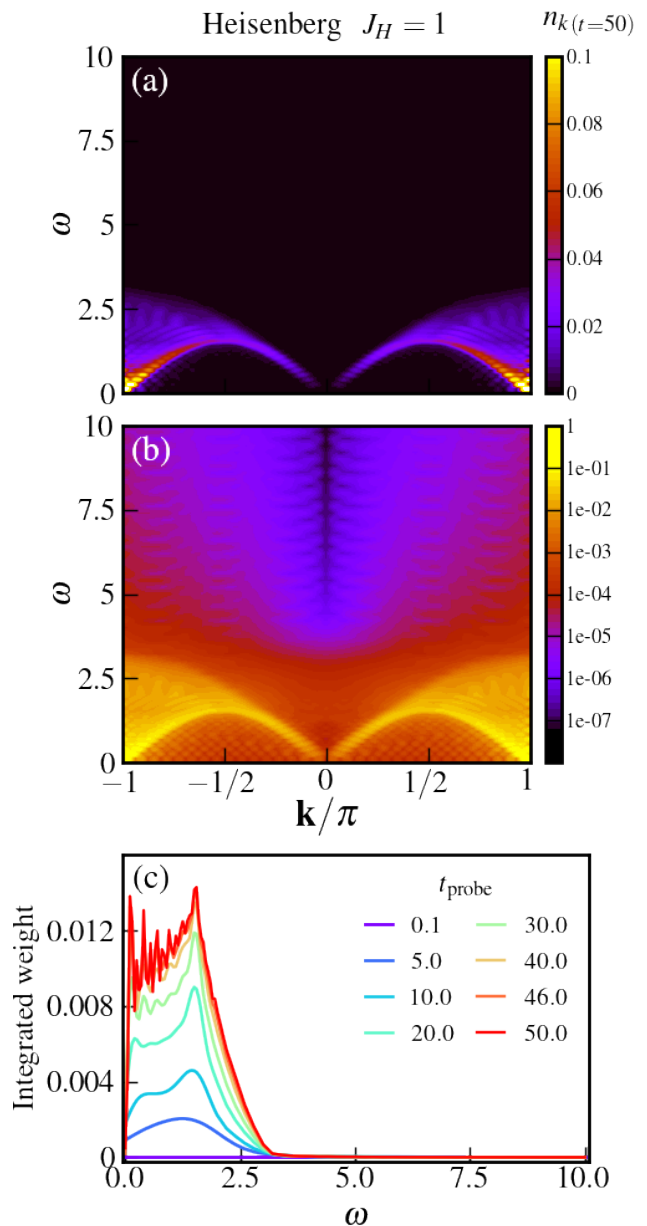 Heisenberg J_H = 1
n_k (t=50)
(a)
10
7.5
5
2.5
0
ω
0.1
0.08
0.06
0.04
0.02
0
(b)
10
7.5
5
2.5
0
ω
1
1e-01
1e-02
1e-03
1e-04
1e-05
1e-06
1e-07
−1 −1/2 0 1/2 1
k/π
(c)
Integrated weight
0.012
0.008
0.004
0
t_probe
0.1 30.0
5.0 40.0
10.0 46.0
20.0 50.0
0.0 2.5 5.0 7.5 10.0
ω